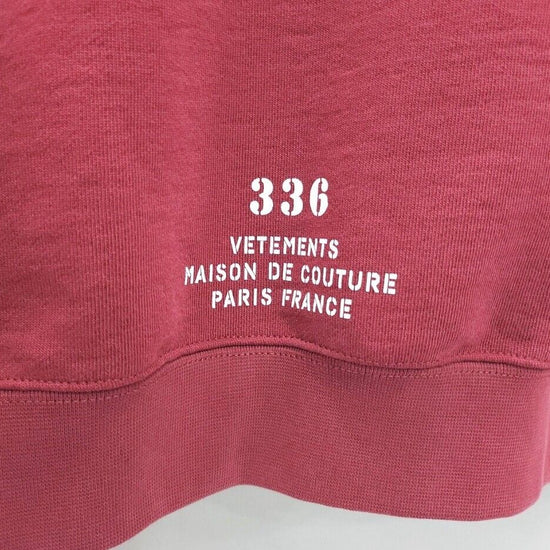 336
VETEMENTS
MAISON DE COUTURE
PARIS FRANCE